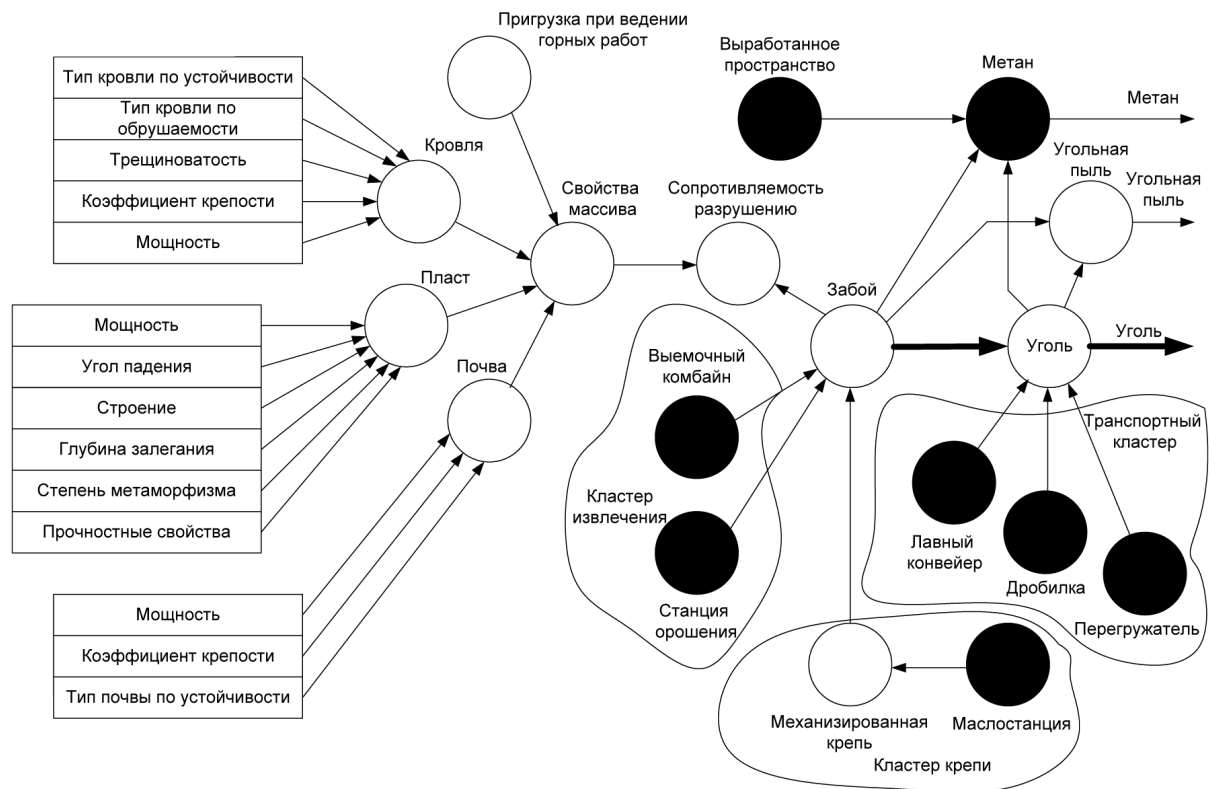 Пригрузка при ведении
горных работ
Выработанное
пространство
Метан
Метан
Тип кровли по устойчивости
Тип кровли по
обрушаемости
Трещиноватость
Коэффициент крепости
Мощность
Кровля
Свойства
массива
Сопротивляемость
разрушению
Угольная
пыль
Угольная
пыль
Пласт
Забой
Мощность
Угол падения
Строение
Глубина залегания
Степень метаморфизма
Прочностные свойства
Почва
Выемочный
комбайн
Уголь
Уголь
Транспортный
кластер
Кластер
извлечения
Лавный
конвейер
Дробилка
Перегружатель
Станция
орошения
Мощность
Коэффициент крепости
Тип почвы по устойчивости
Механизированная
крепь
Маслостанция
Кластер крепи